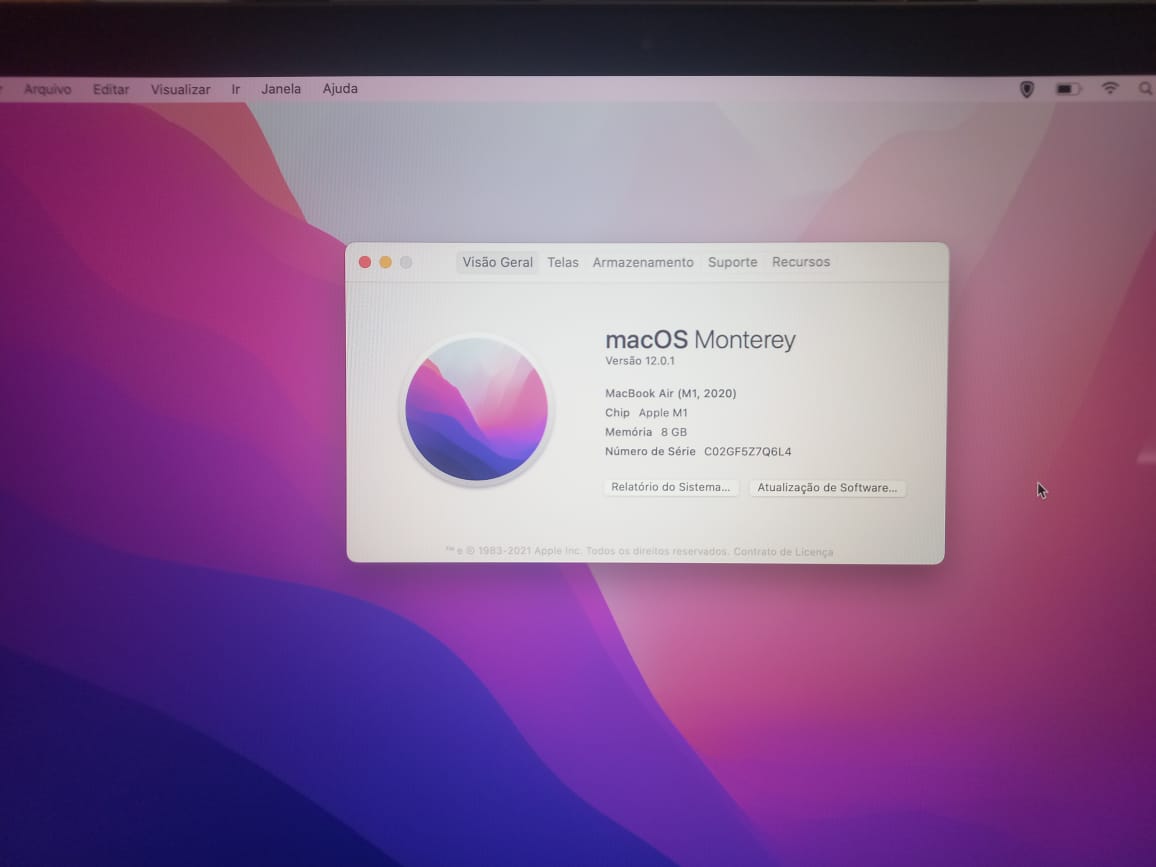 Arquivo Editar Visualizar Ir Janela Ajuda
Visão Geral Telas Armazenamento Suporte Recursos
macOS Monterey
Versão 12.0.1
MacBook Air (M1, 2020)
Chip Apple M1
Memória 8 GB
Número de Série C02GF5Z7Q6L4
Relatório do Sistema... Atualização de Software...
™ e © 1983-2021 Apple Inc. Todos os direitos reservados. Contrato de Licença